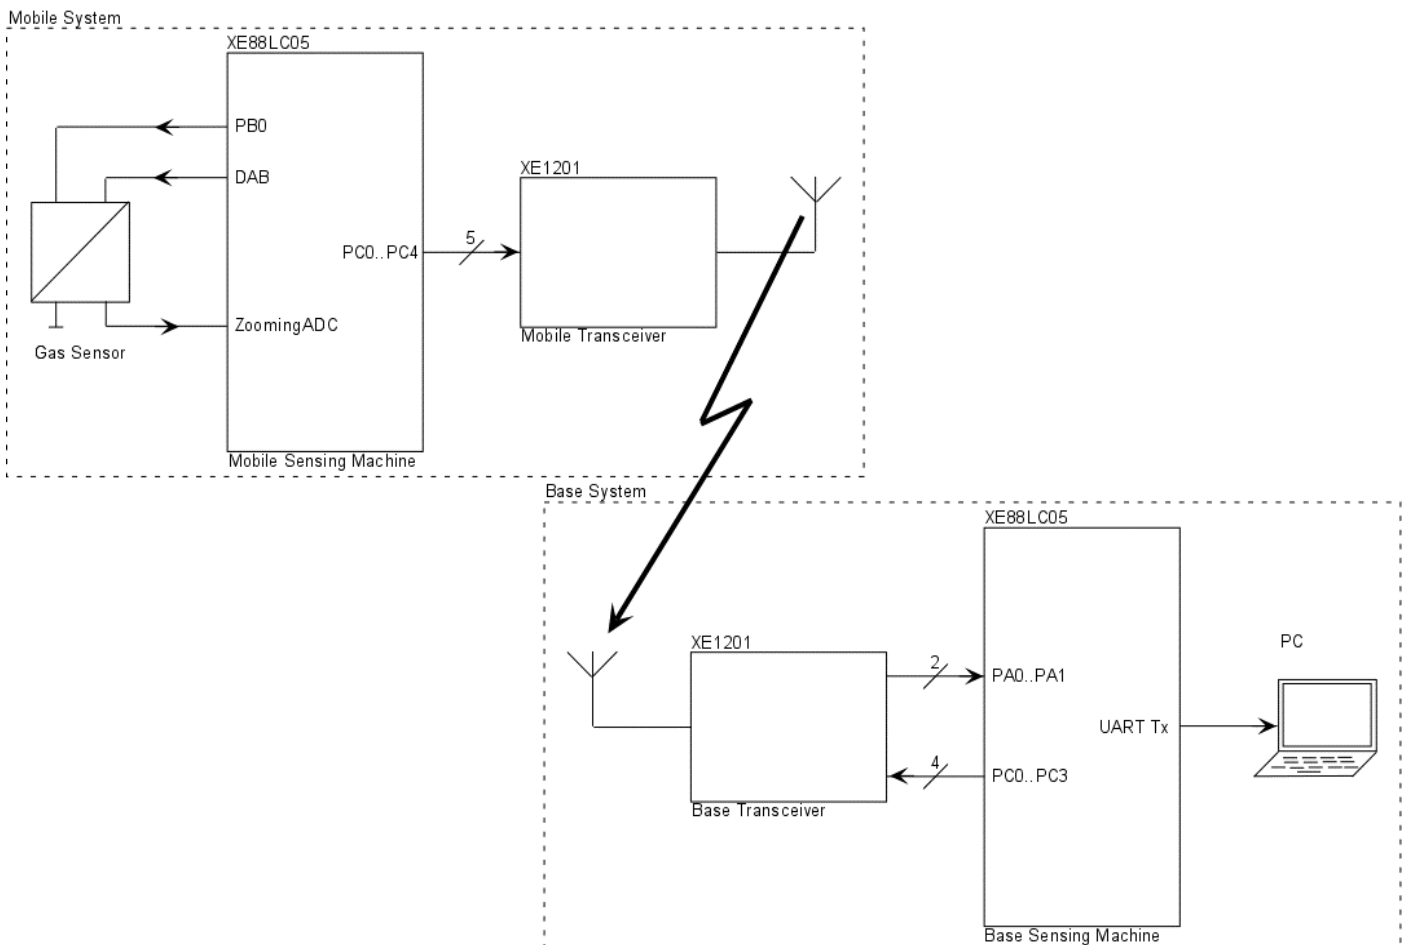 Mobile System
XE88LC05
PB0
DAB
XE1201
5
PC0..PC4
ZoomingADC
Mobile Transceiver
Gas Sensor
Mobile Sensing Machine
Base System
XE88LC05
XE1201
PC
2
PA0..PA1
UART Tx
4
PC0..PC3
Base Transceiver
Base Sensing Machine